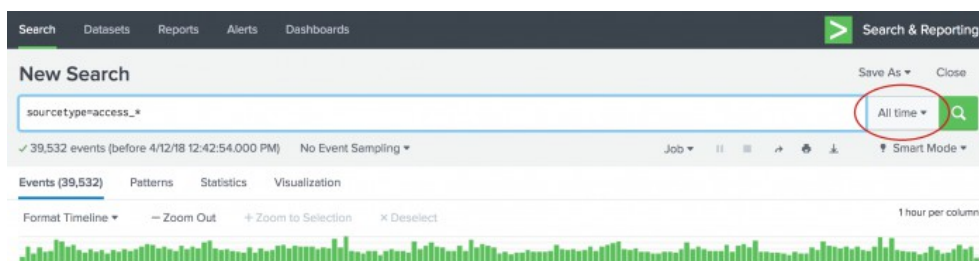 Search Datasets Reports Alerts Dashboards > Search & Reporting
New Search Save As ▾ Close
sourcetype=access_* All time ▾
✓ 39,532 events (before 4/12/18 12:42:54.000 PM) No Event Sampling ▾ Job ▾ Smart Mode ▾
Events (39,532) Patterns Statistics Visualization
Format Timeline ▾ — Zoom Out + Zoom to Selection × Deselect 1 hour per column